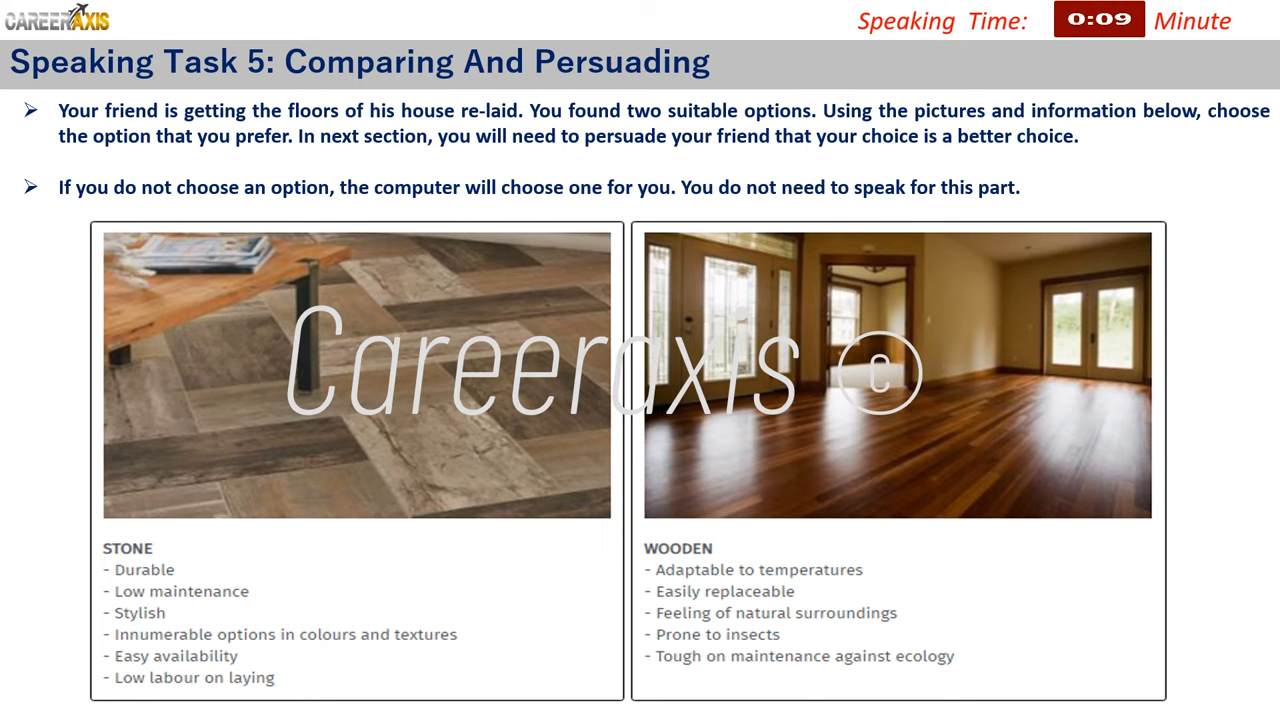 CAREERAXIS
Speaking Time: 0:09 Minute
Speaking Task 5: Comparing And Persuading
Your friend is getting the floors of his house re-laid. You found two suitable options. Using the pictures and information below, choose
the option that you prefer. In next section, you will need to persuade your friend that your choice is a better choice.
If you do not choose an option, the computer will choose one for you. You do not need to speak for this part.
Careeraxis ©
STONE
- Durable
- Low maintenance
- Stylish
- Innumerable options in colours and textures
- Easy availability
- Low labour on laying
WOODEN
- Adaptable to temperatures
- Easily replaceable
- Feeling of natural surroundings
- Prone to insects
- Tough on maintenance against ecology